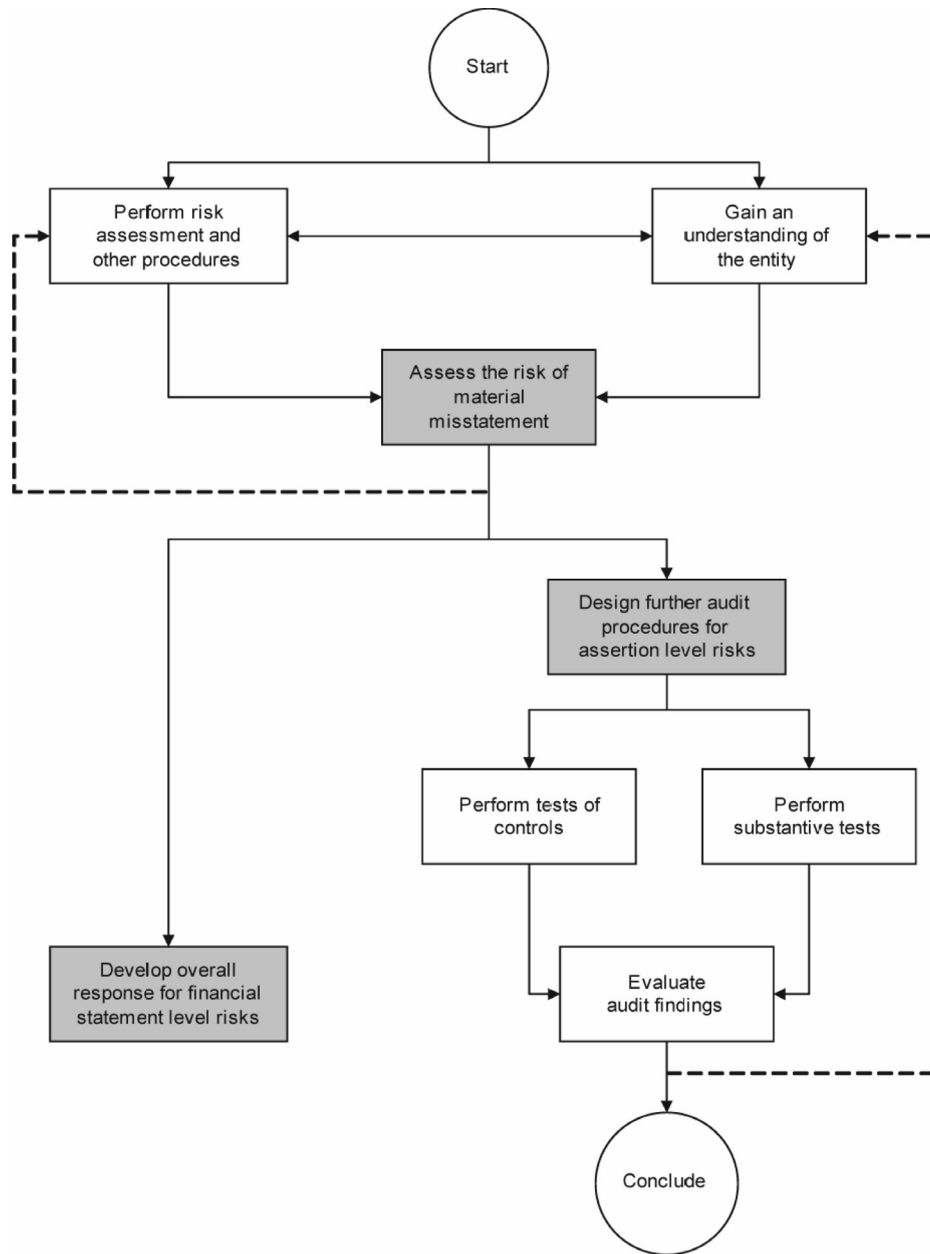 Start
Perform risk
assessment and
other procedures
Gain an
understanding of
the entity
Assess the risk of
material
misstatement
Design further audit
procedures for
assertion level risks
Perform tests of
controls
Perform
substantive tests
Develop overall
response for financial
statement level risks
Evaluate
audit findings
Conclude